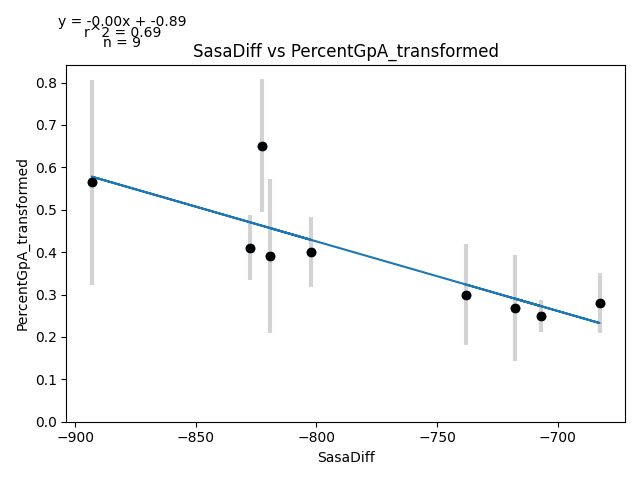 y = -0.00x + -0.89
r^2 = 0.69
n = 9
SasaDiff vs PercentGpA_transformed
PercentGpA_transformed
0.8
0.7
0.6
0.5
0.4
0.3
0.2
0.1
0.0
−900 −850 −800 −750 −700
SasaDiff